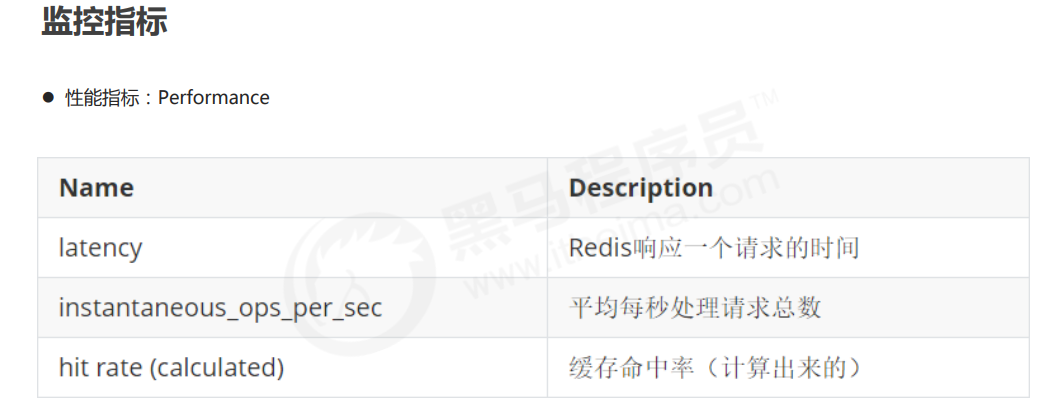 监控指标
● 性能指标：Performance
Name Description
latency Redis响应一个请求的时间
instantaneous_ops_per_sec 平均每秒处理请求总数
hit rate (calculated) 缓存命中率（计算出来的）
黑马程序员™
www.itheima.com